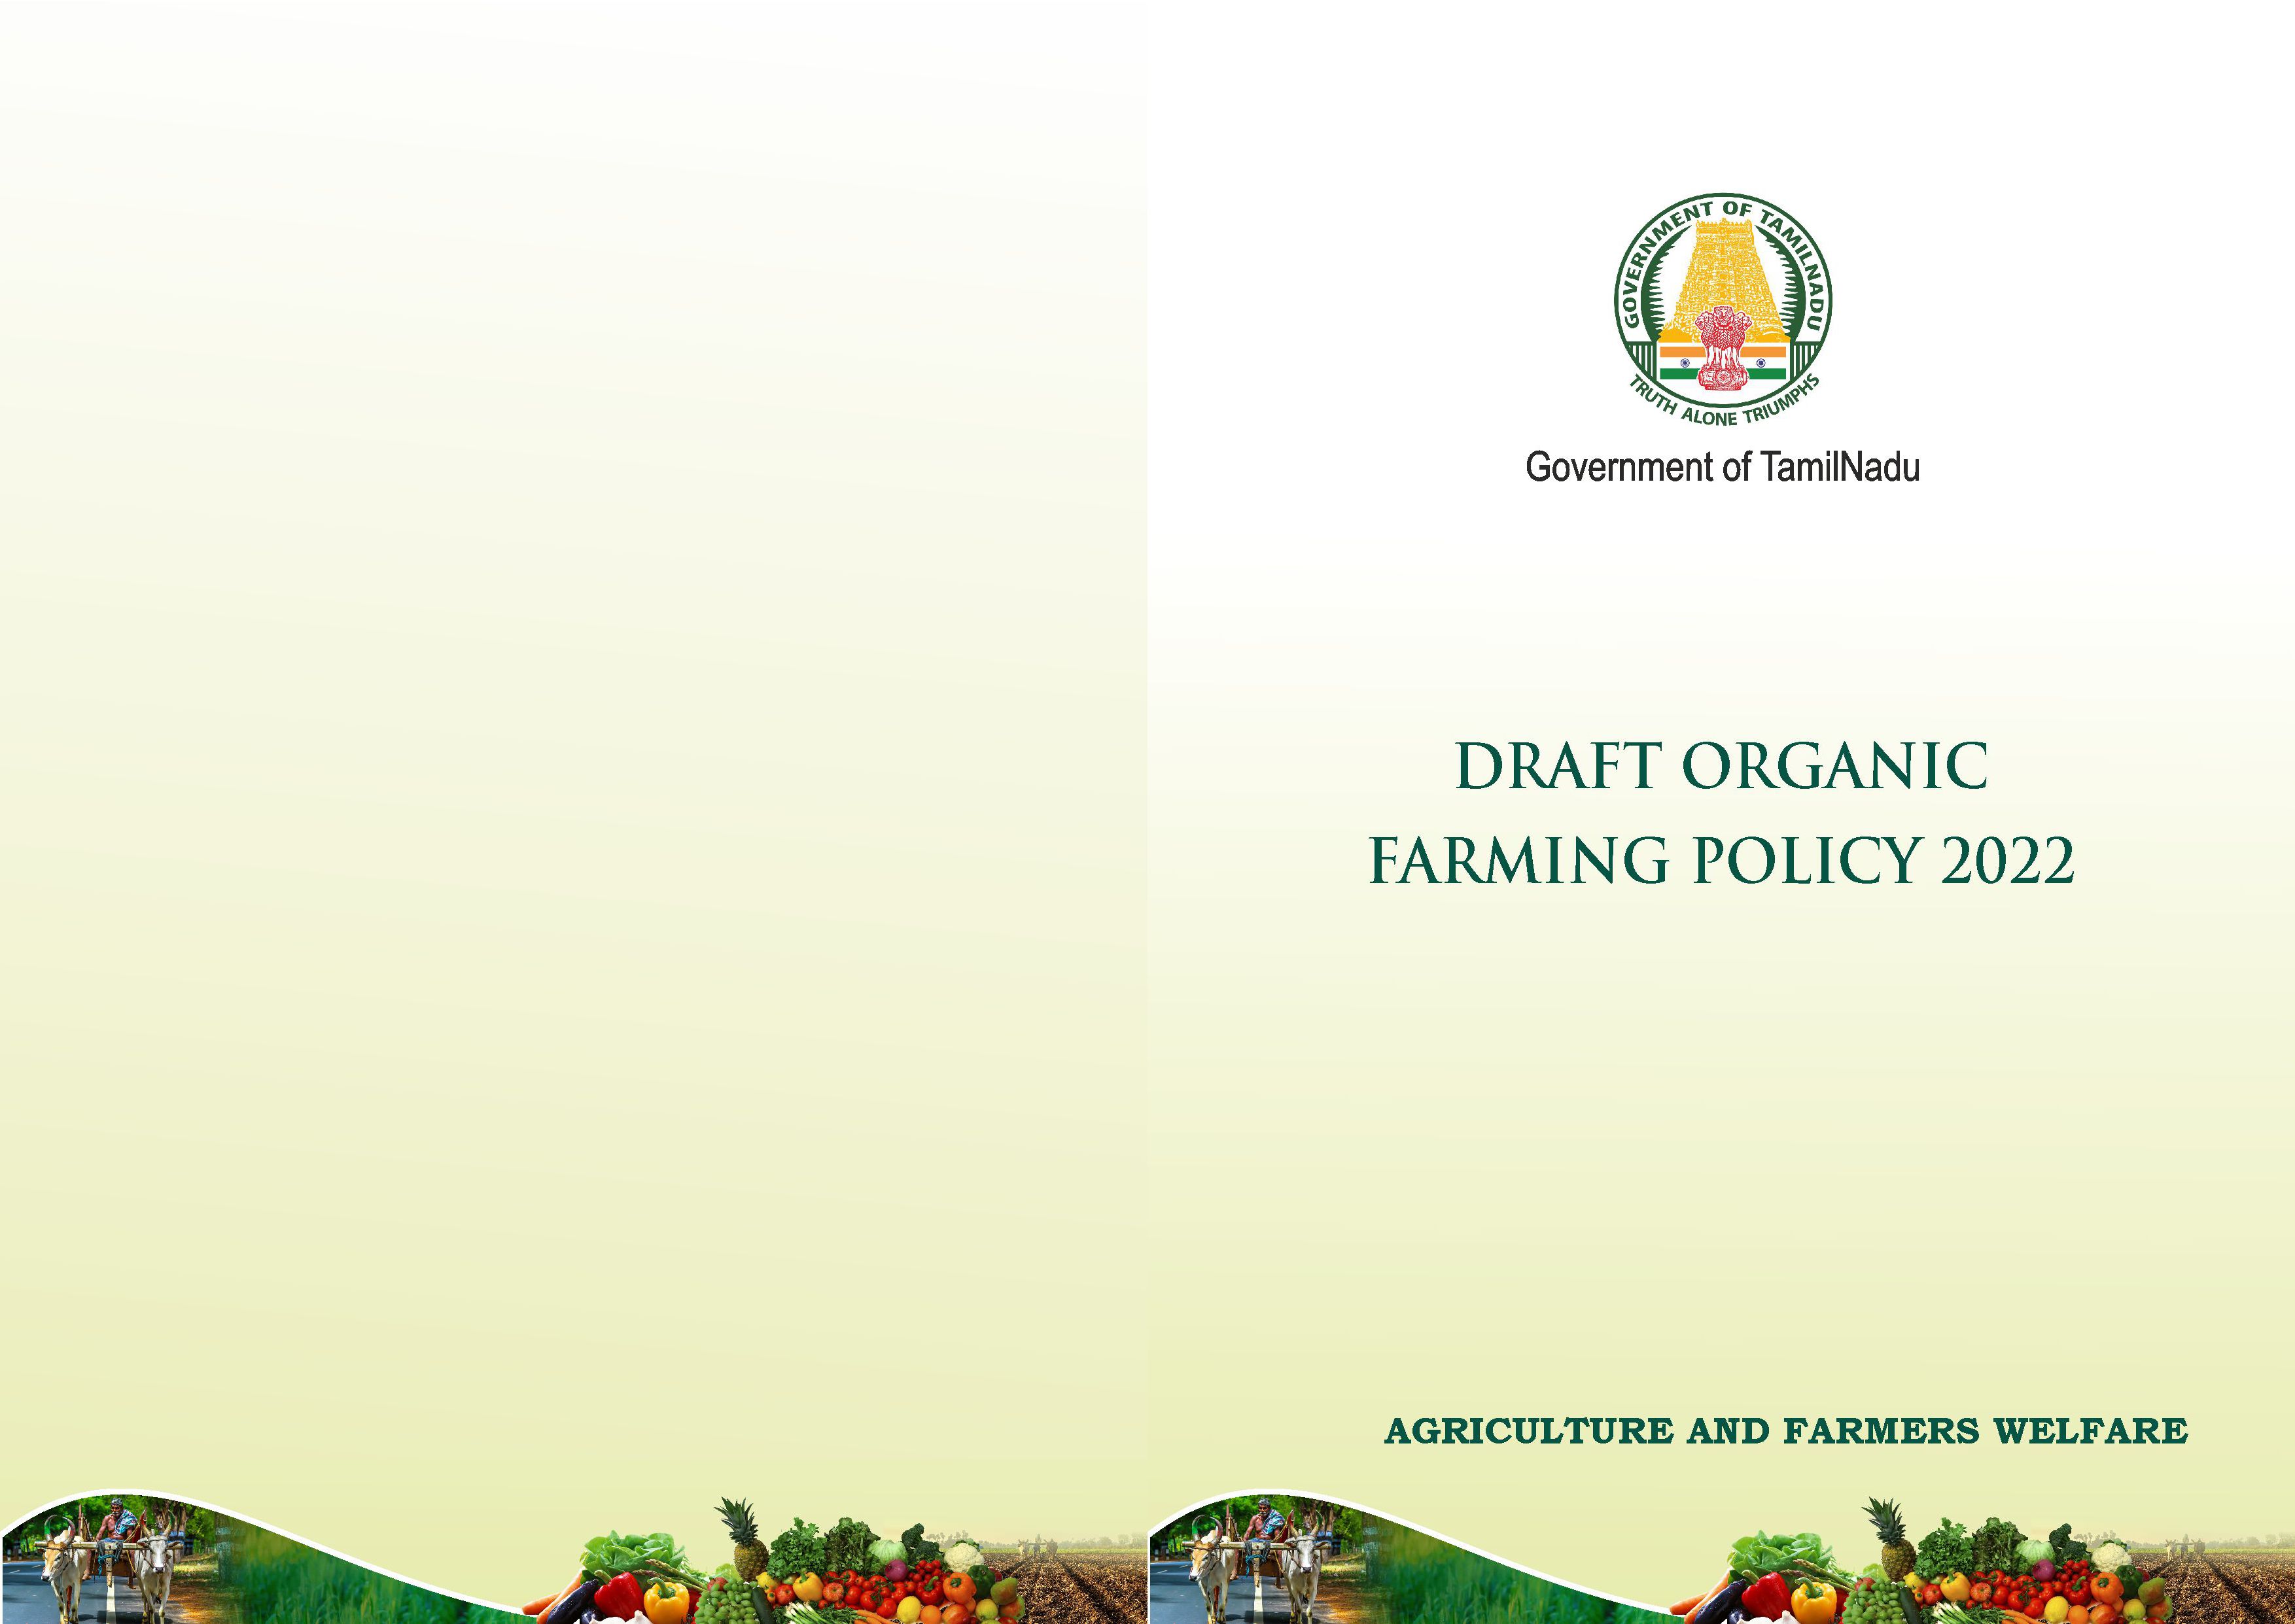 GOVERNMENT OF TAMILNADU
TRUTH ALONE TRIUMPHS
Government of TamilNadu
DRAFT ORGANIC
FARMING POLICY 2022
AGRICULTURE AND FARMERS WELFARE